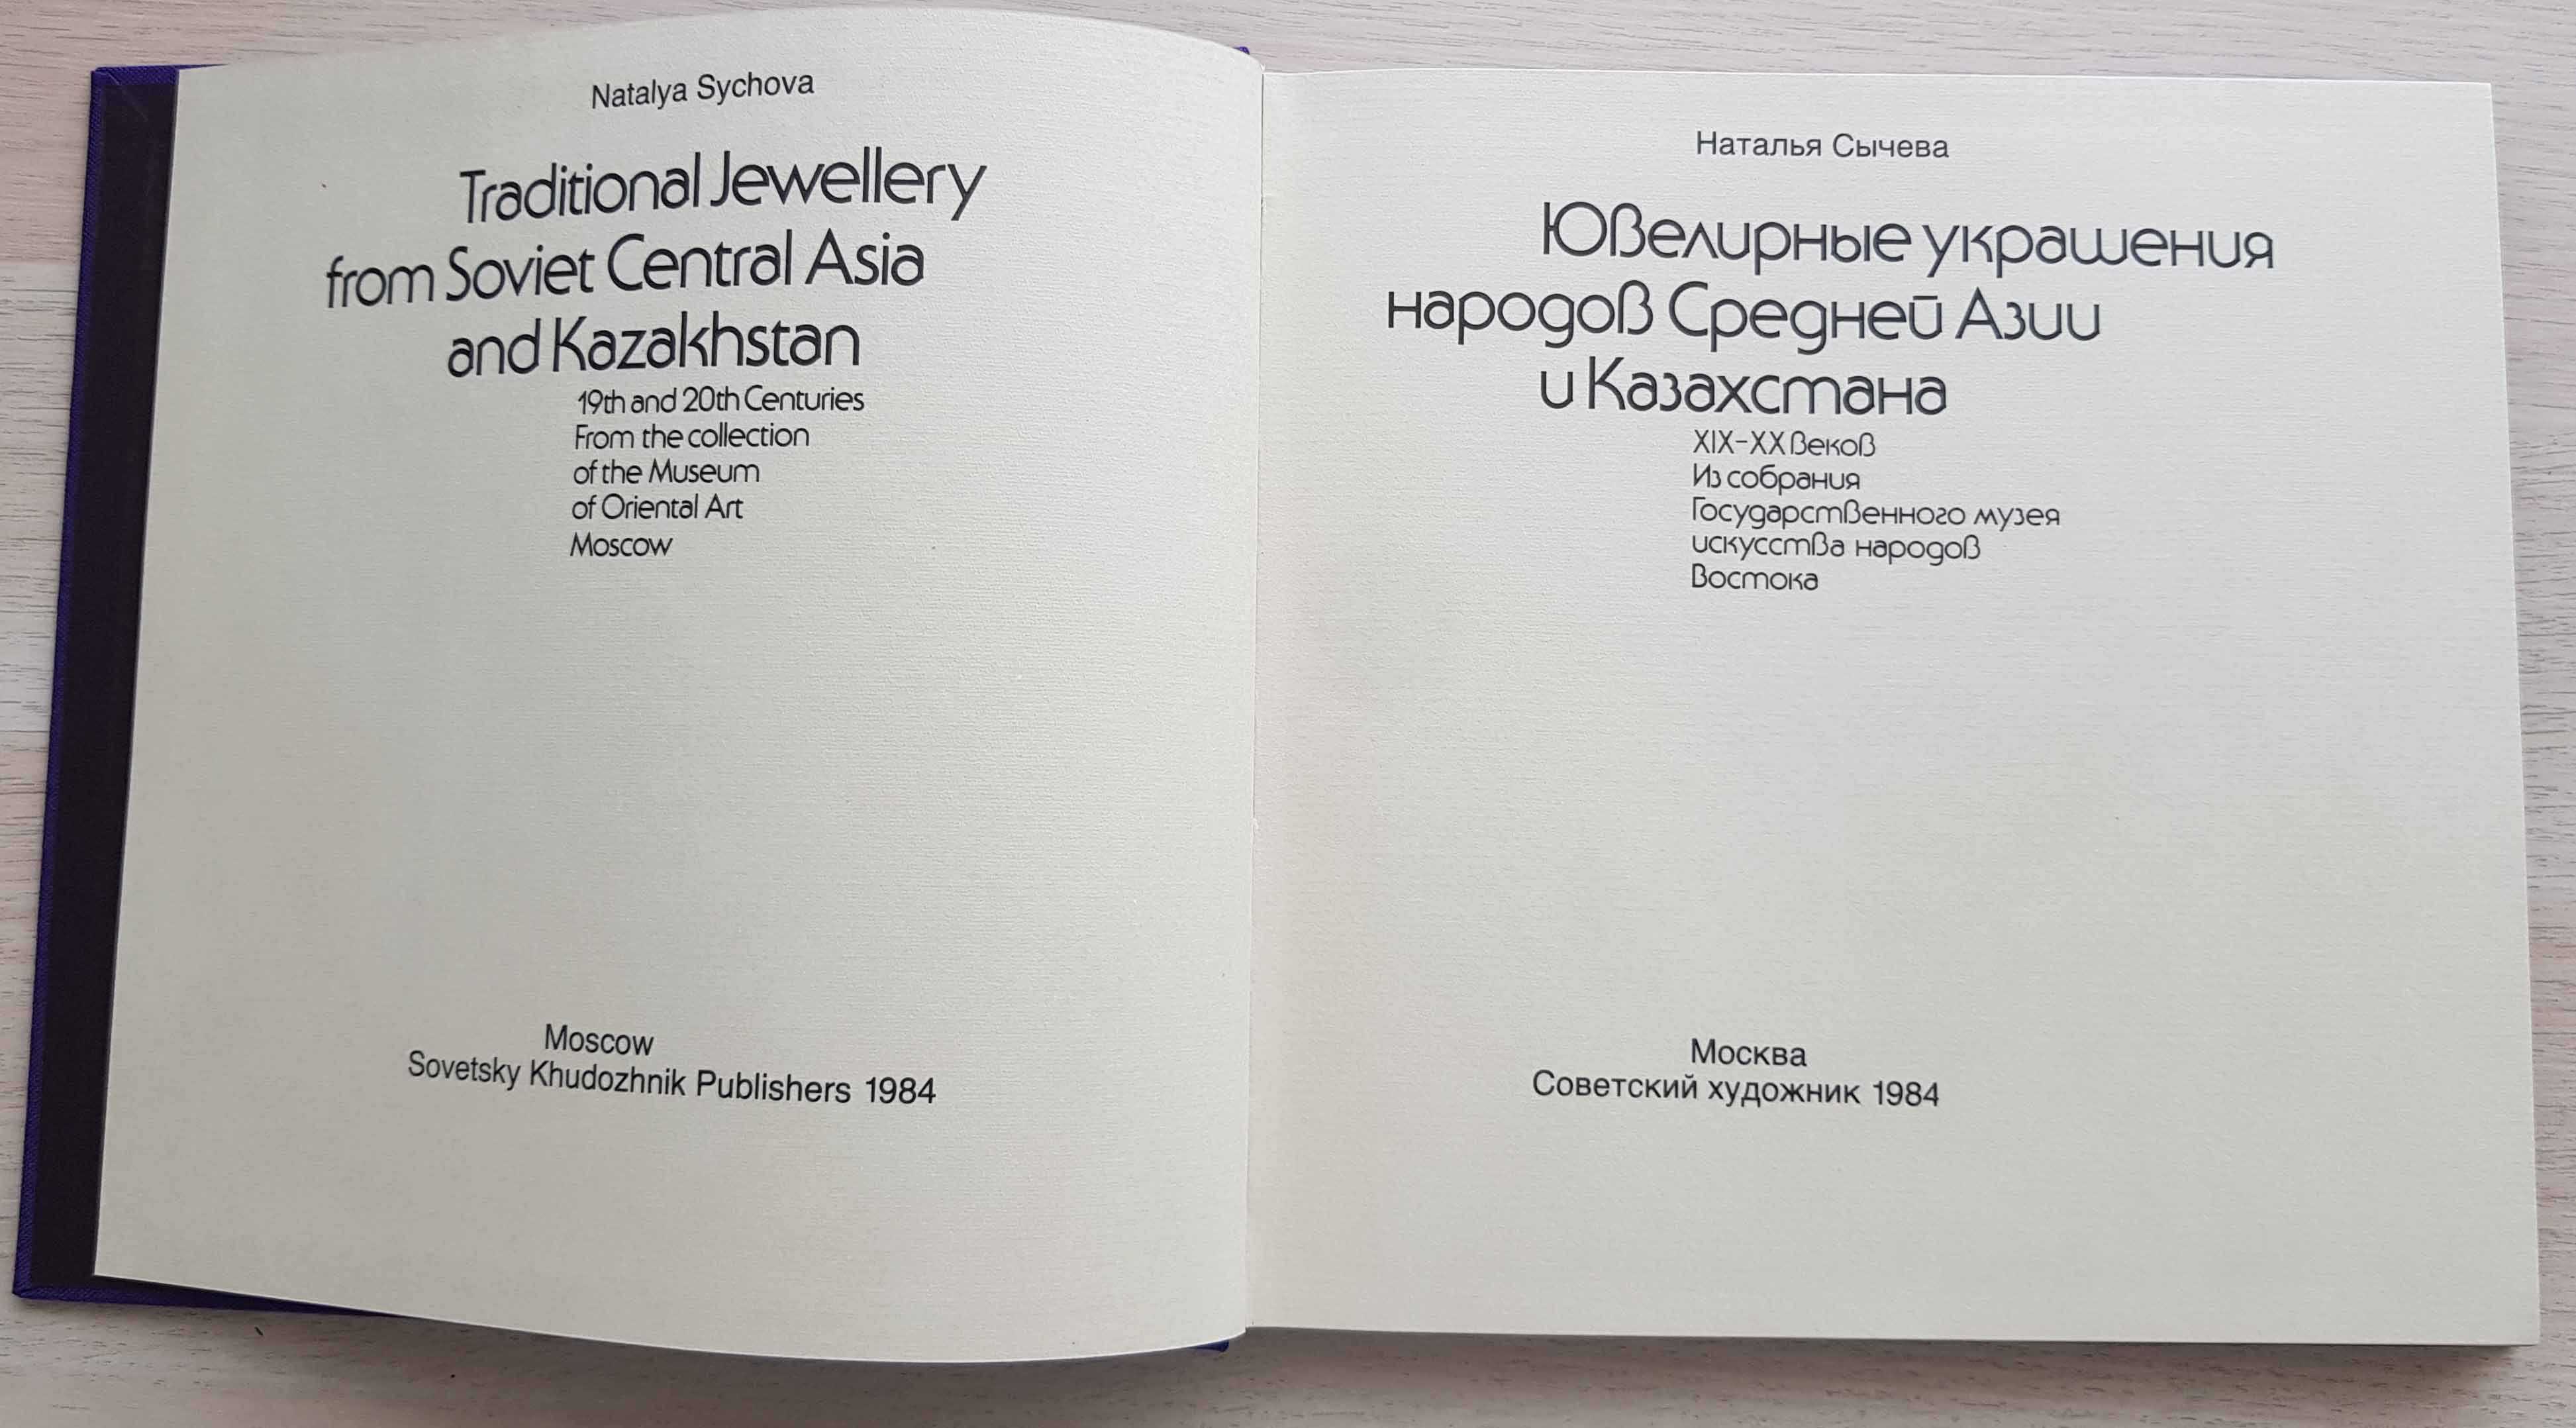 Natalya Sychova
Traditional Jewellery
from Soviet Central Asia
and Kazakhstan
19th and 20th Centuries
From the collection
of the Museum
of Oriental Art
Moscow
Moscow
Sovetsky Khudozhnik Publishers 1984
Наталья Сычева
Ювелирные украшения
народов Средней Азии
и Казахстана
XIX-XX веков
Из собрания
Государственного музея
искусства народов
Востока
Москва
Советский художник 1984